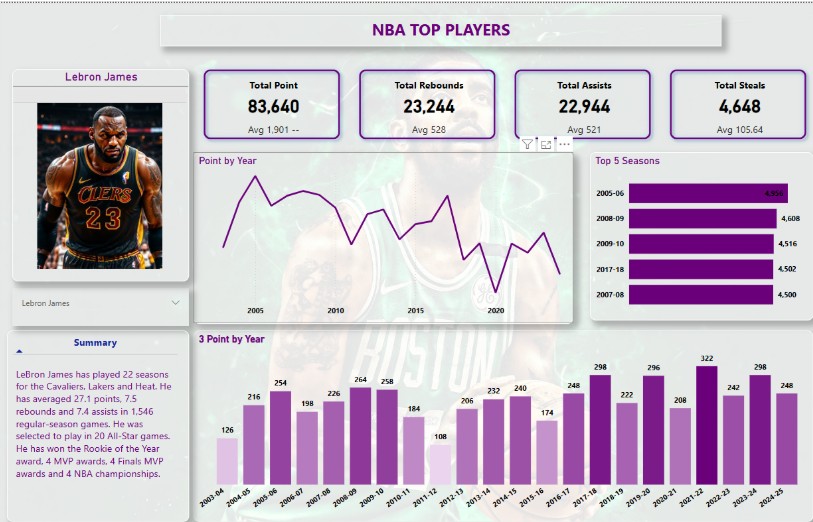 NBA TOP PLAYERS
Lebron James
CLERS
23
Lebron James
Total Point
83,640
Avg 1,901 --
Total Rebounds
23,244
Avg 528
Total Assists
22,944
Avg 521
Total Steals
4,648
Avg 105.64
Point by Year
2005
2010
2015
2020
Top 5 Seasons
2005-06
4,956
2008-09
4,608
2009-10
4,516
2017-18
4,502
2007-08
4,500
Summary
LeBron James has played 22 seasons
for the Cavaliers, Lakers and Heat. He
has averaged 27.1 points, 7.5
rebounds and 7.4 assists in 1,546
regular-season games. He was
selected to play in 20 All-Star games.
He has won the Rookie of the Year
award, 4 MVP awards, 4 Finals MVP
awards and 4 NBA championships.
3 Point by Year
126
216
254
198
226
264
258
184
108
206
232
240
174
248
298
222
296
208
322
242
298
248
2003-04
2004-05
2005-06
2006-07
2007-08
2008-09
2009-10
2010-11
2011-12
2012-13
2013-14
2014-15
2015-16
2016-17
2017-18
2018-19
2019-20
2020-21
2021-22
2022-23
2023-24
2024-25
BOSTON